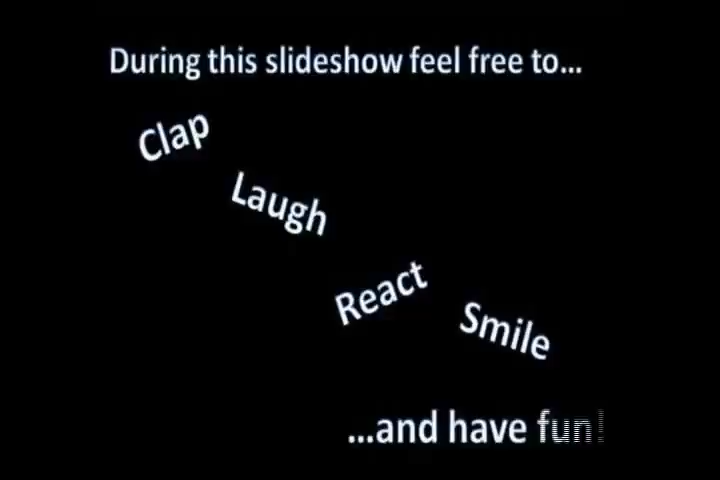 During this slideshow feel free to...
Clap
Laugh
React
Smile
...and have fun!